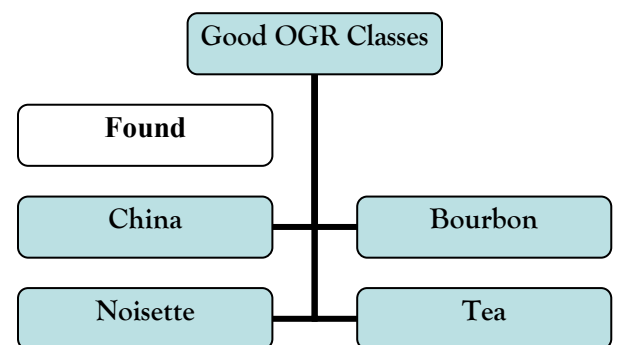 Good OGR Classes
Found
China
Bourbon
Noisette
Tea